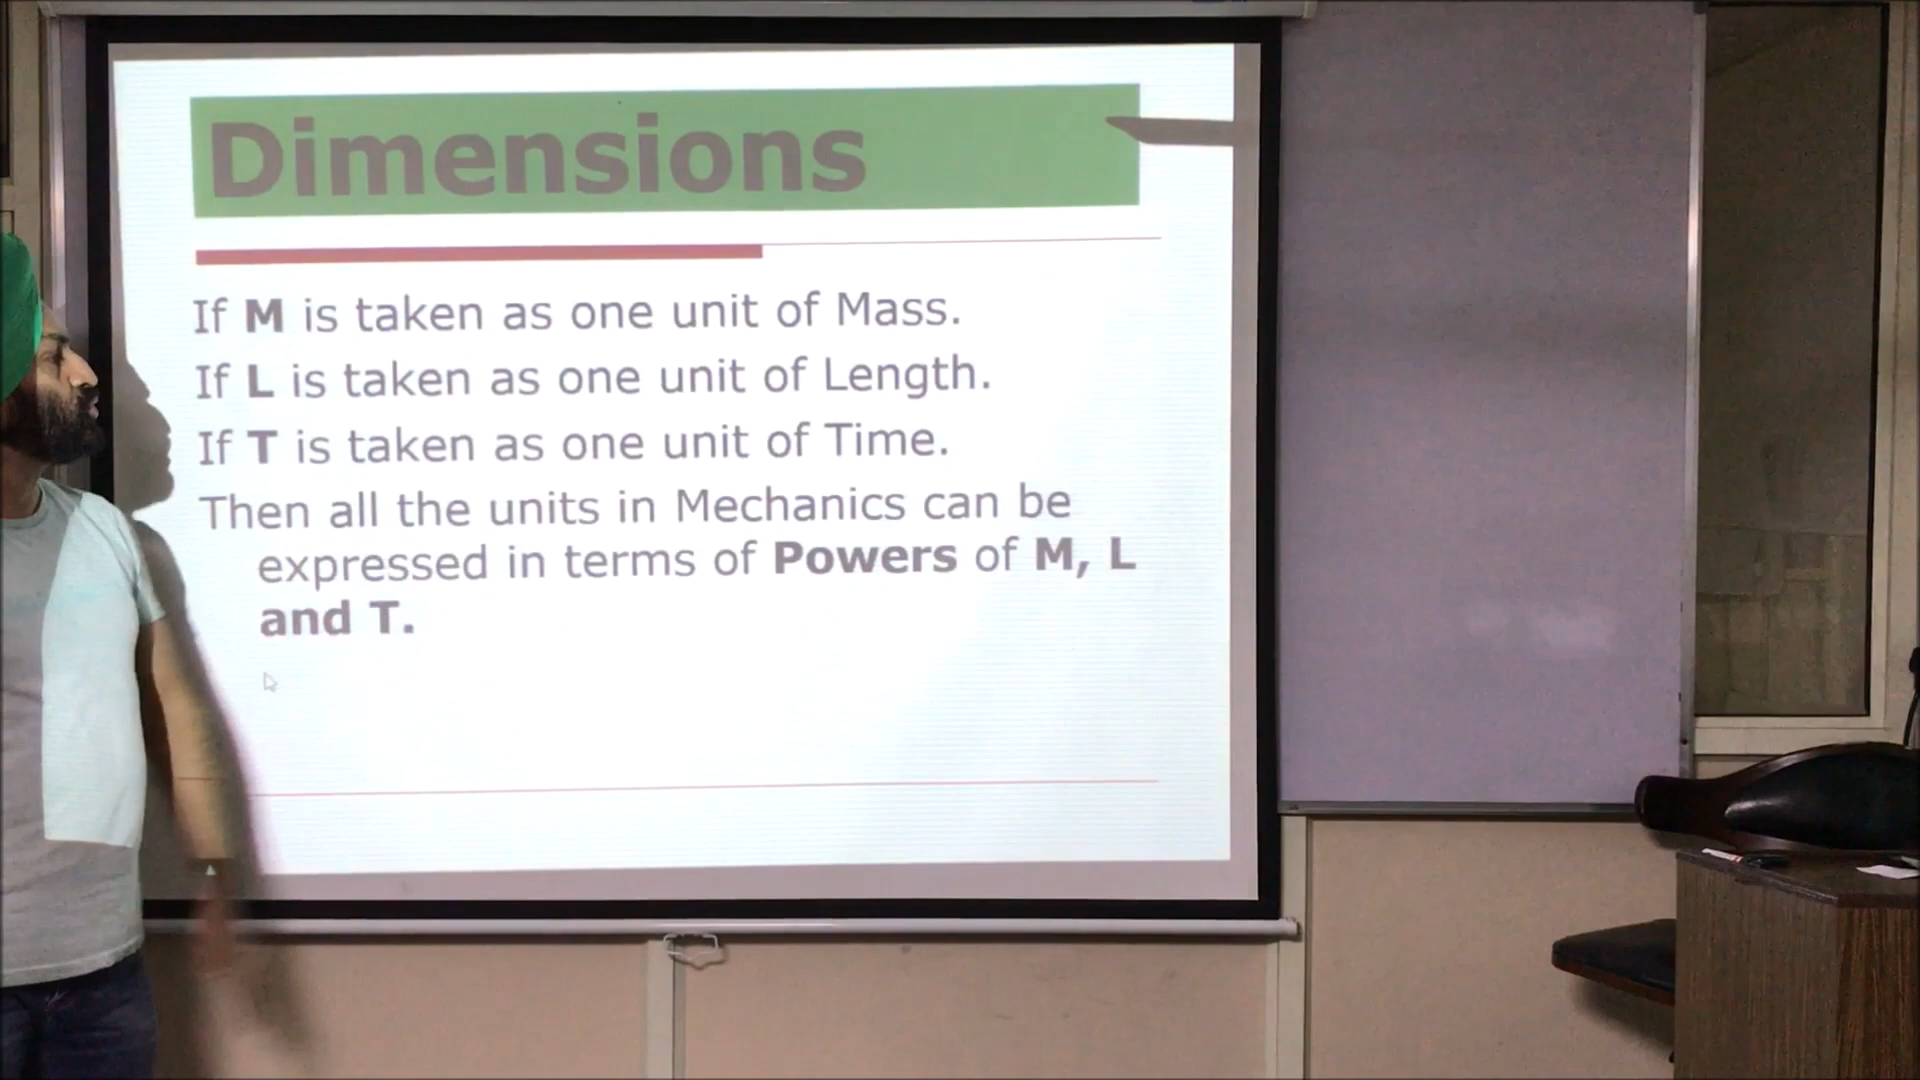 Dimensions
If M is taken as one unit of Mass.
If L is taken as one unit of Length.
If T is taken as one unit of Time.
Then all the units in Mechanics can be
expressed in terms of Powers of M, L
and T.